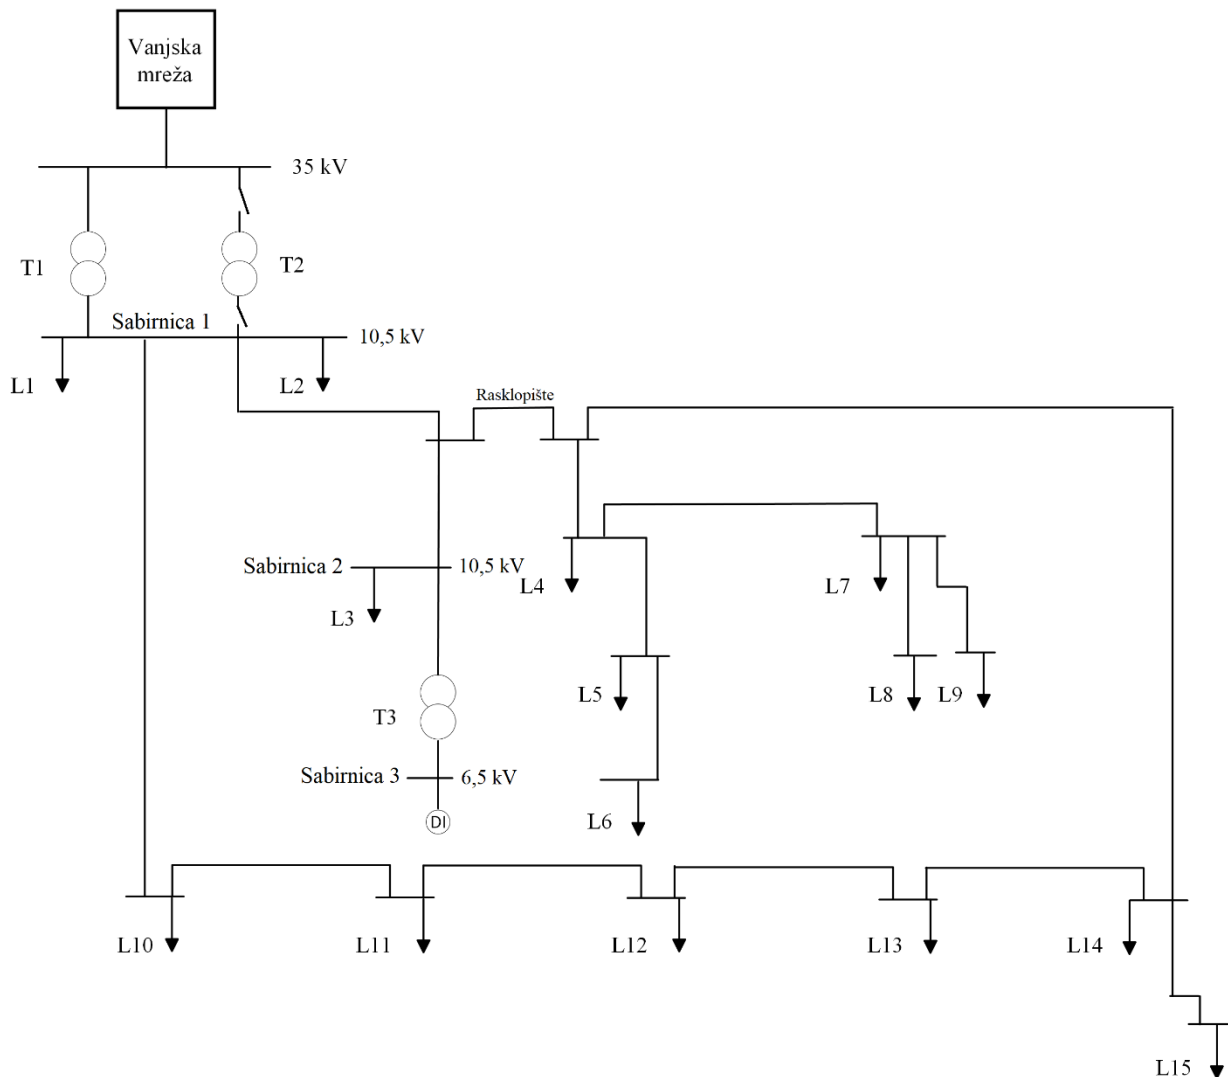 Vanjska
mreža
35 kV
T1
T2
Sabirnica 1
10,5 kV
L1
L2
Rasklopište
Sabirnica 2
10,5 kV
L4
L7
L3
L5
L8
L9
T3
Sabirnica 3
6,5 kV
DI
L6
L10
L11
L12
L13
L14
L15